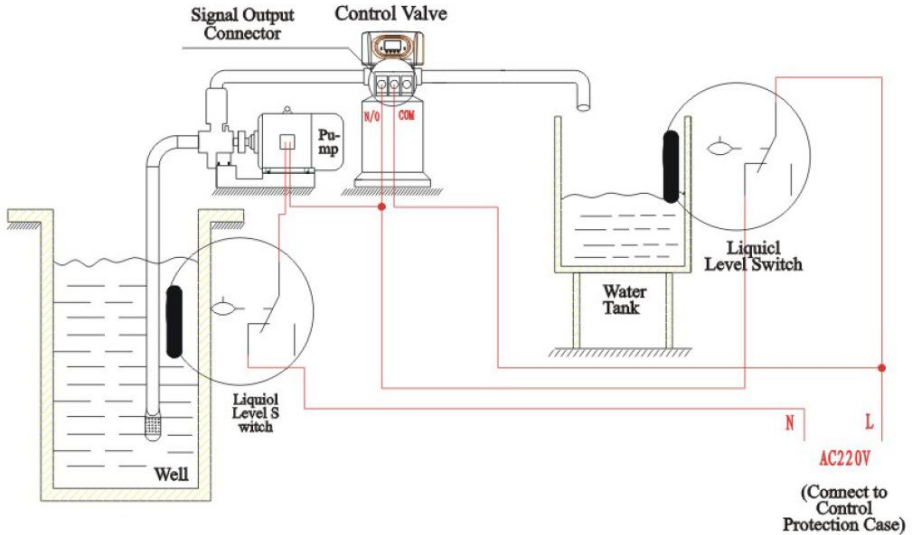 Signal Output
Connector
Control Valve
N/O
COM
Pu-
mp
Liquicl
Level Switch
Water
Tank
Liquiol
Level S
witch
Well
N
L
AC220V
(Connect to
Control
Protection Case)